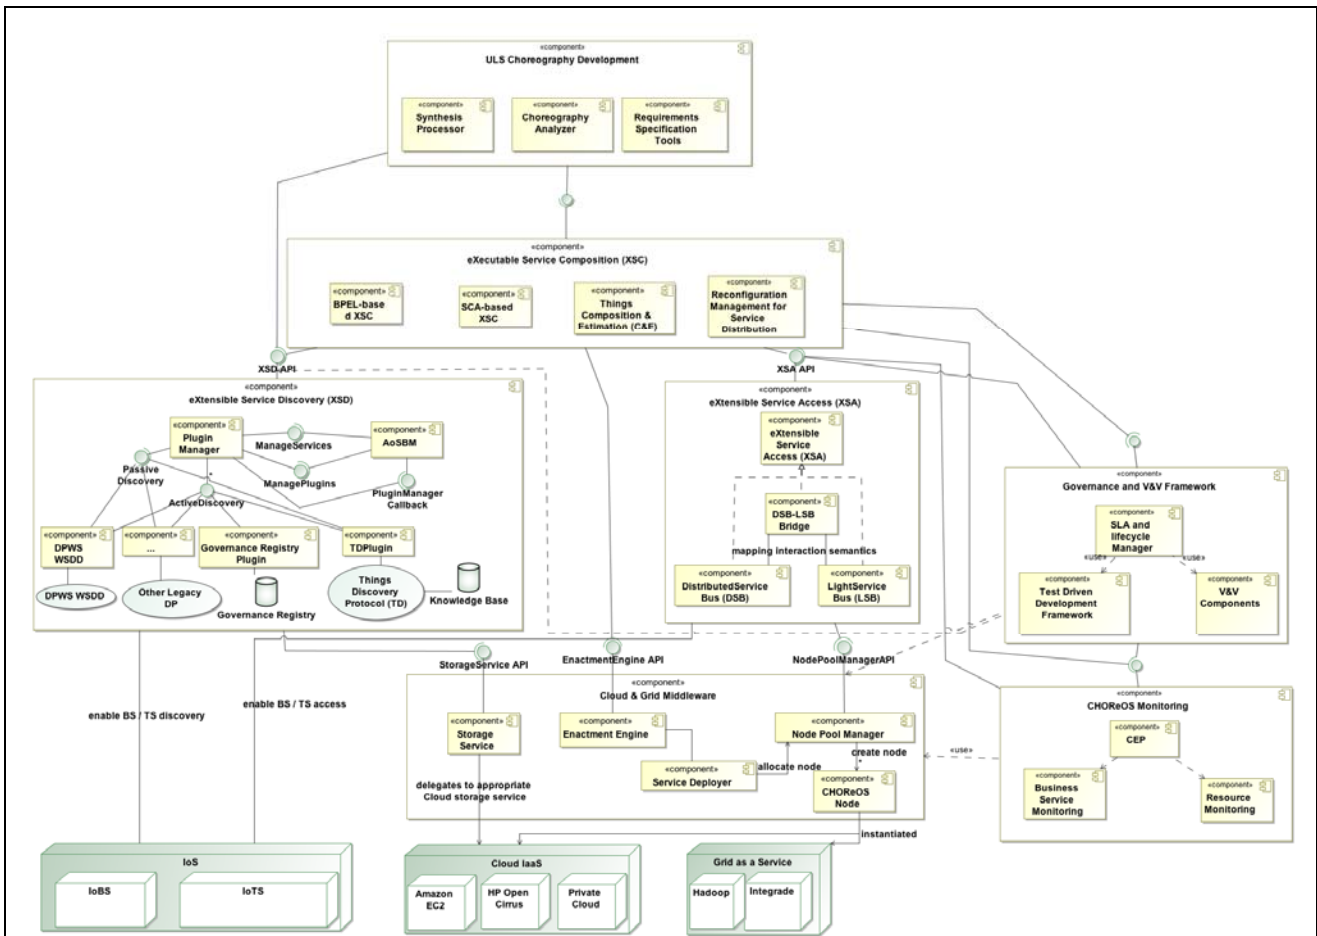 «component»
ULS Choreography Development
«component»
Synthesis
Processor
«component»
Choreography
Analyzer
«component»
Requirements
Specification
Tools
«component»
eXecutable Service Composition (XSC)
«component»
BPEL-base
d XSC
«component»
SCA-based
XSC
«component»
Things
Composition &
Estimation (C&E)
«component»
Reconfiguration
Management for
Service
Distribution
XSD API
XSA API
«component»
eXtensible Service Discovery (XSD)
«component»
Plugin
Manager
ManageServices
«component»
AoSBM
Passive
Discovery
*
ManagePlugins
ActiveDiscovery
PluginManager
Callback
«component»
DPWS
WSDD
«component»
...
«component»
Governance Registry
Plugin
«component»
TDPlugin
DPWS WSDD
Other Legacy
DP
Governance Registry
Things
Discovery
Protocol (TD)
Knowledge Base
«component»
eXtensible Service Access (XSA)
«component»
eXtensible
Service
Access (XSA)
«component»
DSB-LSB
Bridge
mapping interaction semantics
«component»
DistributedService
Bus (DSB)
«component»
LightService
Bus (LSB)
«component»
Governance and V&V Framework
«component»
SLA and
lifecycle
Manager
«use»
«use»
«component»
Test Driven
Development
Framework
«component»
V&V
Components
StorageService API
EnactmentEngine API
NodePoolManagerAPI
«component»
Cloud & Grid Middleware
«component»
Storage
Service
«component»
Enactment Engine
«component»
Node Pool Manager
create node
*
allocate node
«component»
Service Deployer
«component»
CHOReOS
Node
delegates to appropriate
Cloud storage service
instantiated
«use»
«component»
CHOReOS Monitoring
«component»
CEP
«component»
Business
Service
Monitoring
«component»
Resource
Monitoring
enable BS / TS discovery
enable BS / TS access
IoS
IoBS
IoTS
Cloud IaaS
Amazon
EC2
HP Open
Cirrus
Private
Cloud
Grid as a Service
Hadoop
Integrade